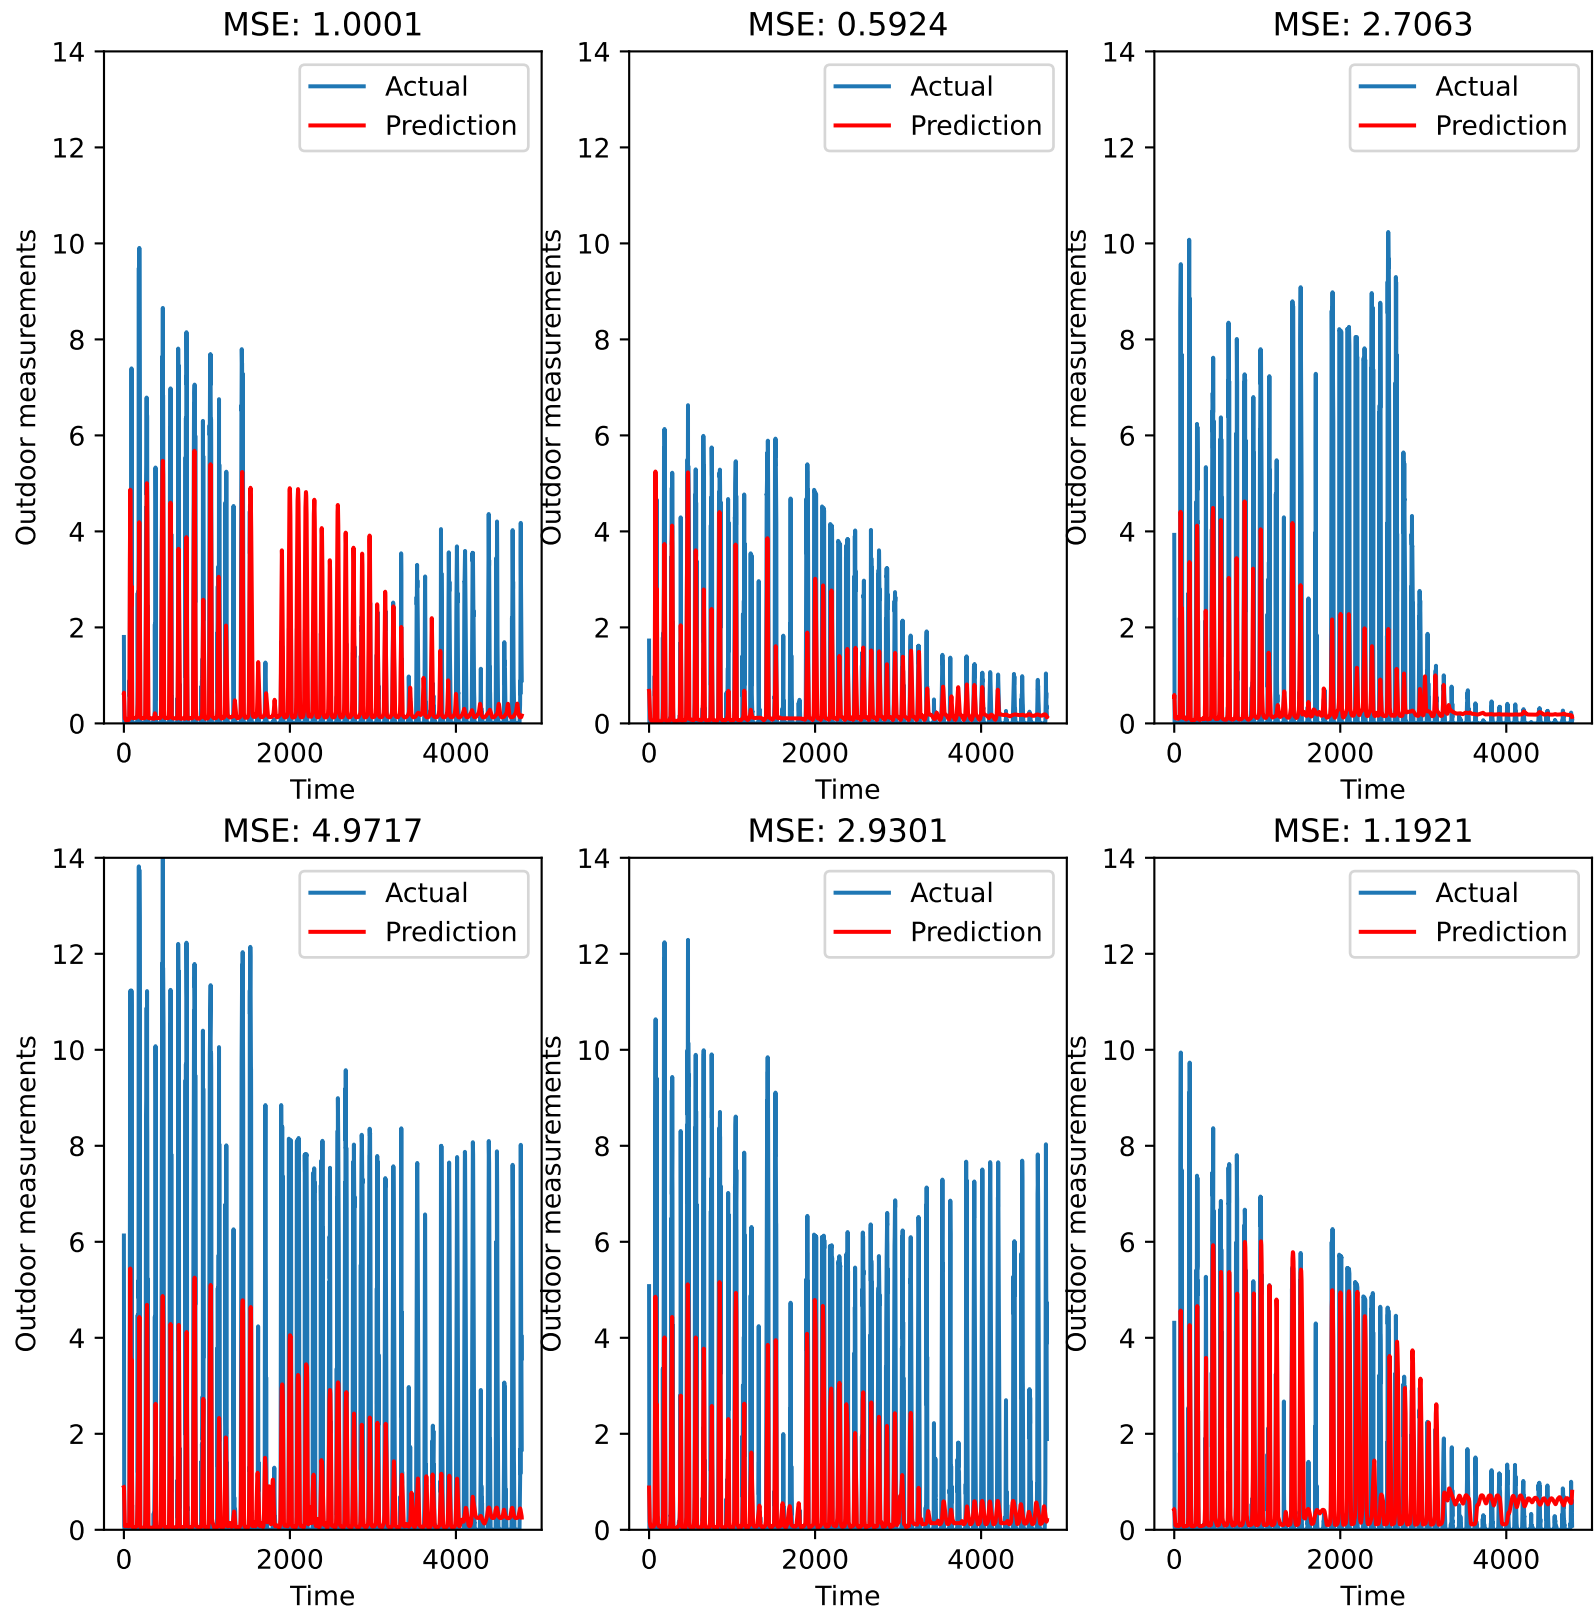 MSE: 1.0001
MSE: 0.5924
MSE: 2.7063
14
12
10
8
6
4
2
0
Outdoor measurements
Actual
Prediction
0
2000
4000
Time
14
12
10
8
6
4
2
0
Outdoor measurements
Actual
Prediction
0
2000
4000
Time
14
12
10
8
6
4
2
0
Outdoor measurements
Actual
Prediction
0
2000
4000
Time
MSE: 4.9717
MSE: 2.9301
MSE: 1.1921
14
12
10
8
6
4
2
0
Outdoor measurements
Actual
Prediction
0
2000
4000
Time
14
12
10
8
6
4
2
0
Outdoor measurements
Actual
Prediction
0
2000
4000
Time
14
12
10
8
6
4
2
0
Outdoor measurements
Actual
Prediction
0
2000
4000
Time